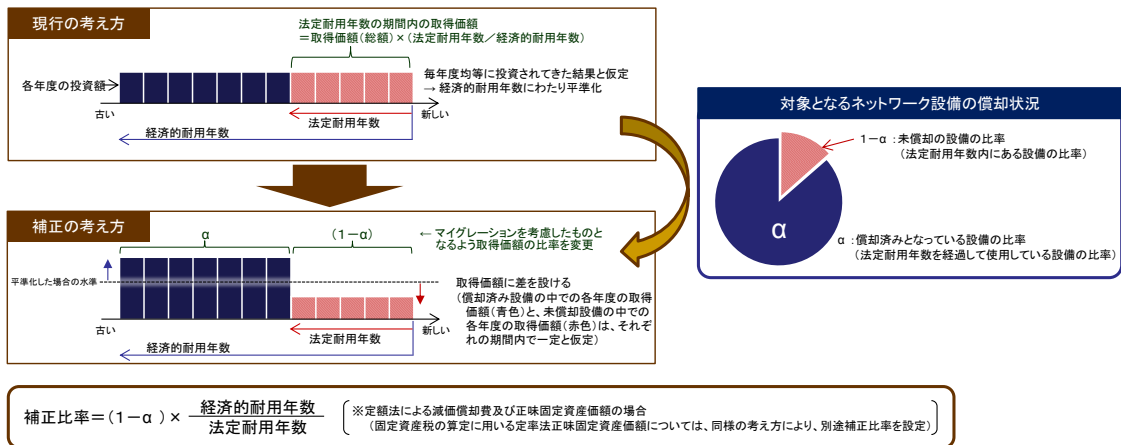 現行の考え方
法定耐用年数の期間内の取得価額
＝取得価額(総額)×(法定耐用年数／経済的耐用年数)
各年度の投資額
毎年度均等に投資されてきた結果と仮定
→ 経済的耐用年数にわたり平準化
古い
法定耐用年数
新しい
経済的耐用年数
対象となるネットワーク設備の償却状況
1－α ：未償却の設備の比率
（法定耐用年数内にある設備の比率）
α
α ：償却済みとなっている設備の比率
（法定耐用年数を経過して使用している設備の比率）
補正の考え方
α
(1－α)
← マイグレーションを考慮したものと
なるよう取得価額の比率を変更
平準化した場合の水準
取得価額に差を設ける
（償却済み設備の中での各年度の取得
価額(青色)と、未償却設備の中での
各年度の取得価額(赤色)は、それぞ
れの期間内で一定と仮定）
古い
法定耐用年数
新しい
経済的耐用年数
補正比率＝(1－α )× 経済的耐用年数
法定耐用年数
※定額法による減価償却費及び正味固定資産価額の場合
（固定資産税の算定に用いる定率法正味固定資産価額については、同様の考え方により、別途補正比率を設定）